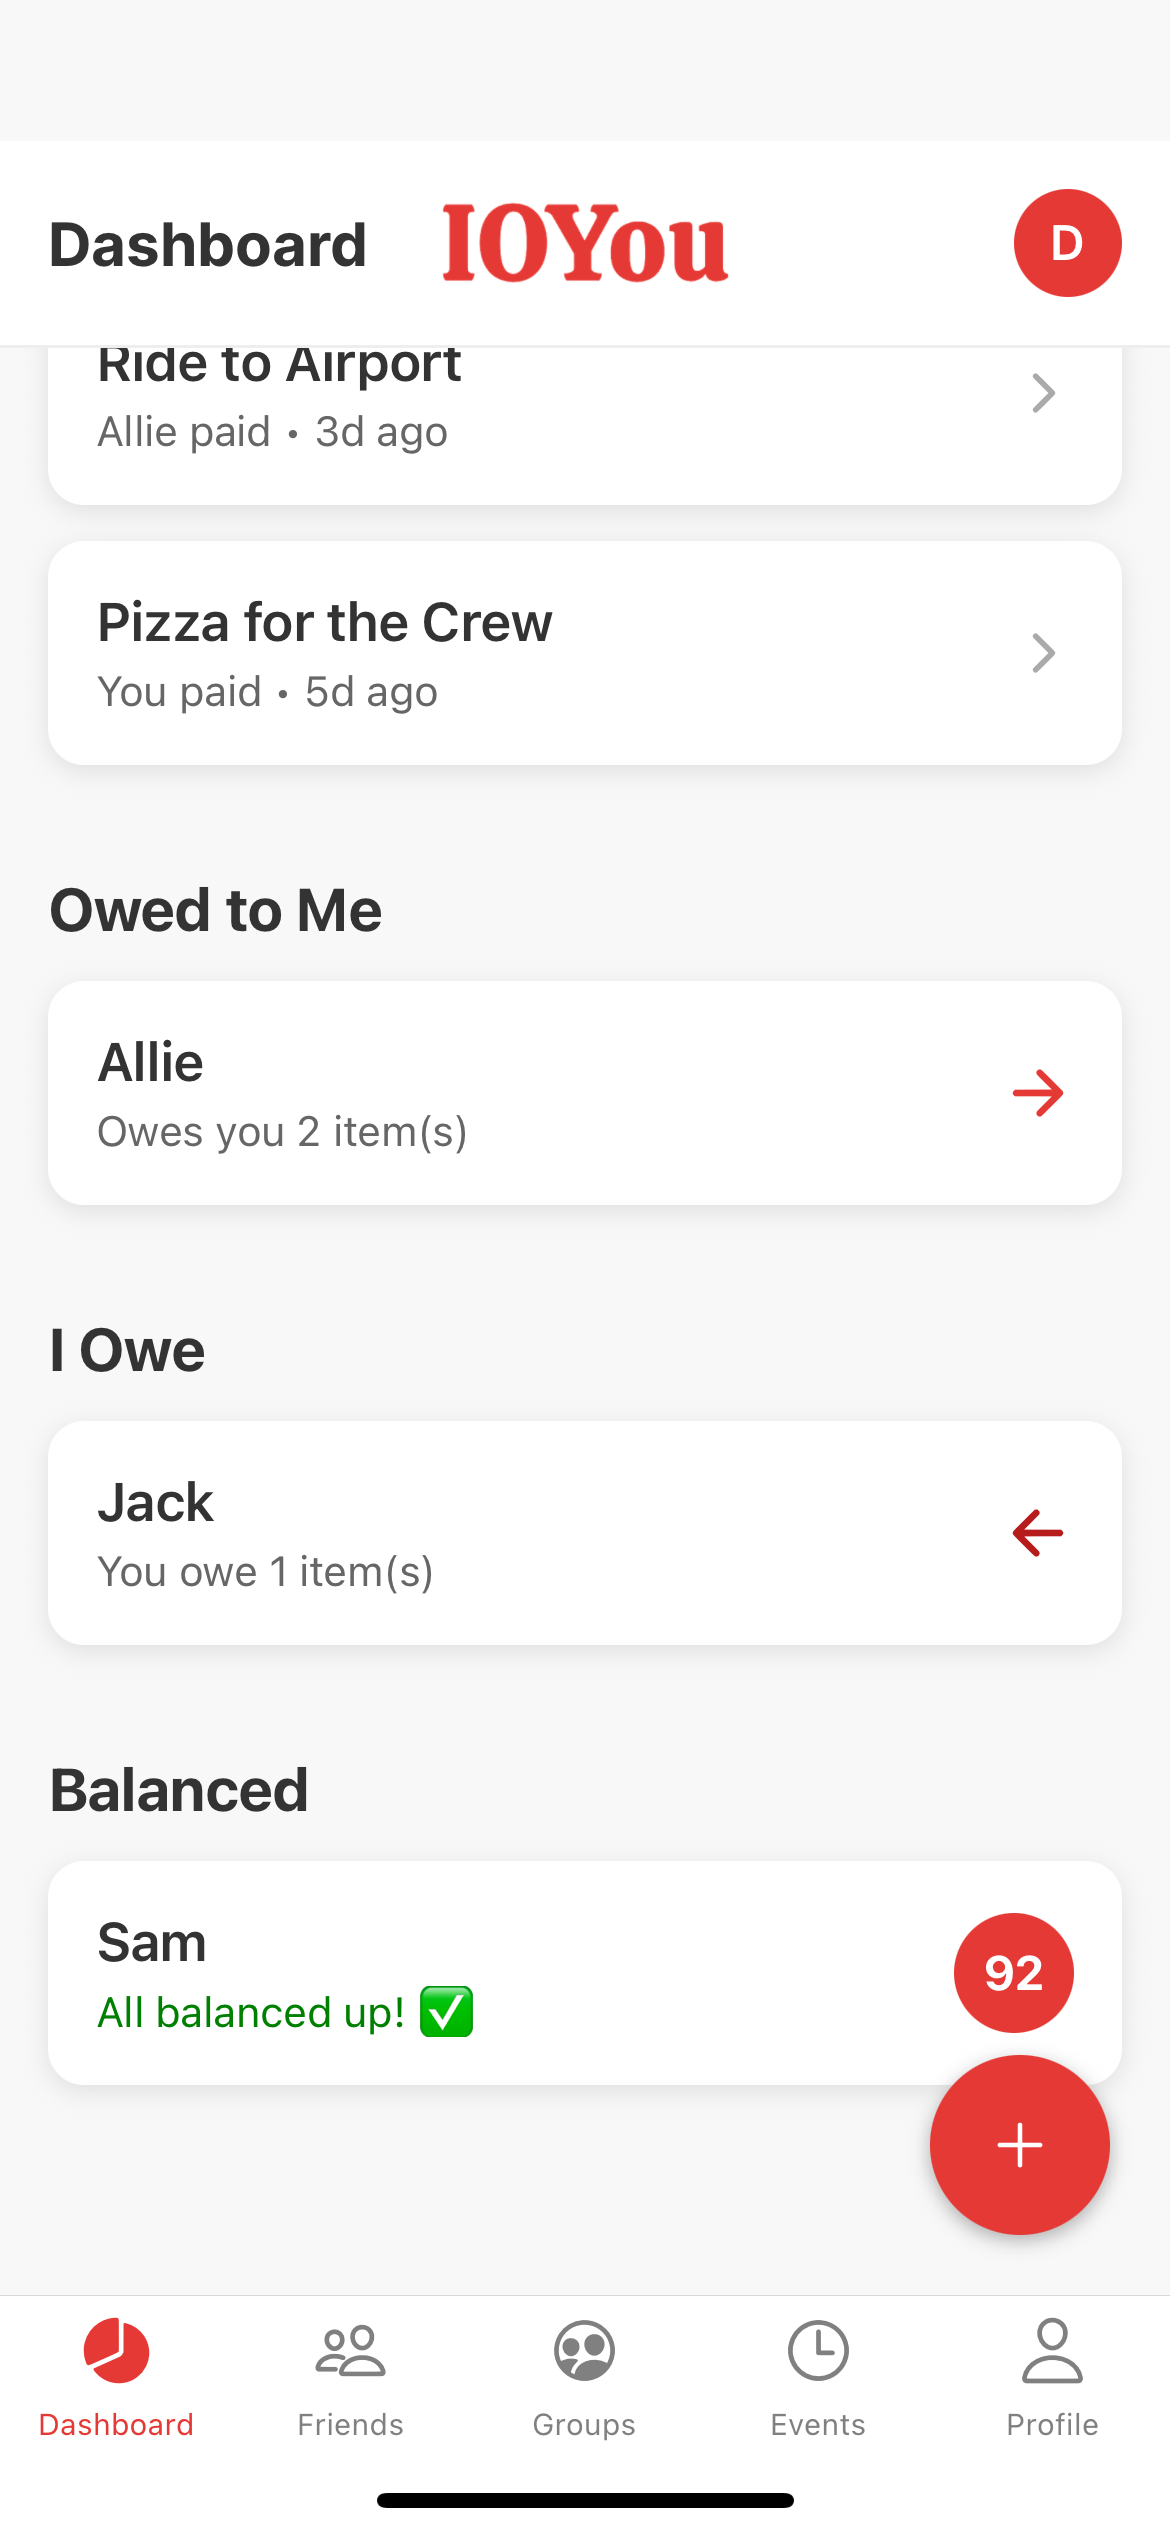 Dashboard
IOYou
D
Ride to Airport
Allie paid • 3d ago
Pizza for the Crew
You paid • 5d ago
Owed to Me
Allie
Owes you 2 item(s)
I Owe
Jack
You owe 1 item(s)
Balanced
Sam
All balanced up! ✅
92
+
Dashboard
Friends
Groups
Events
Profile